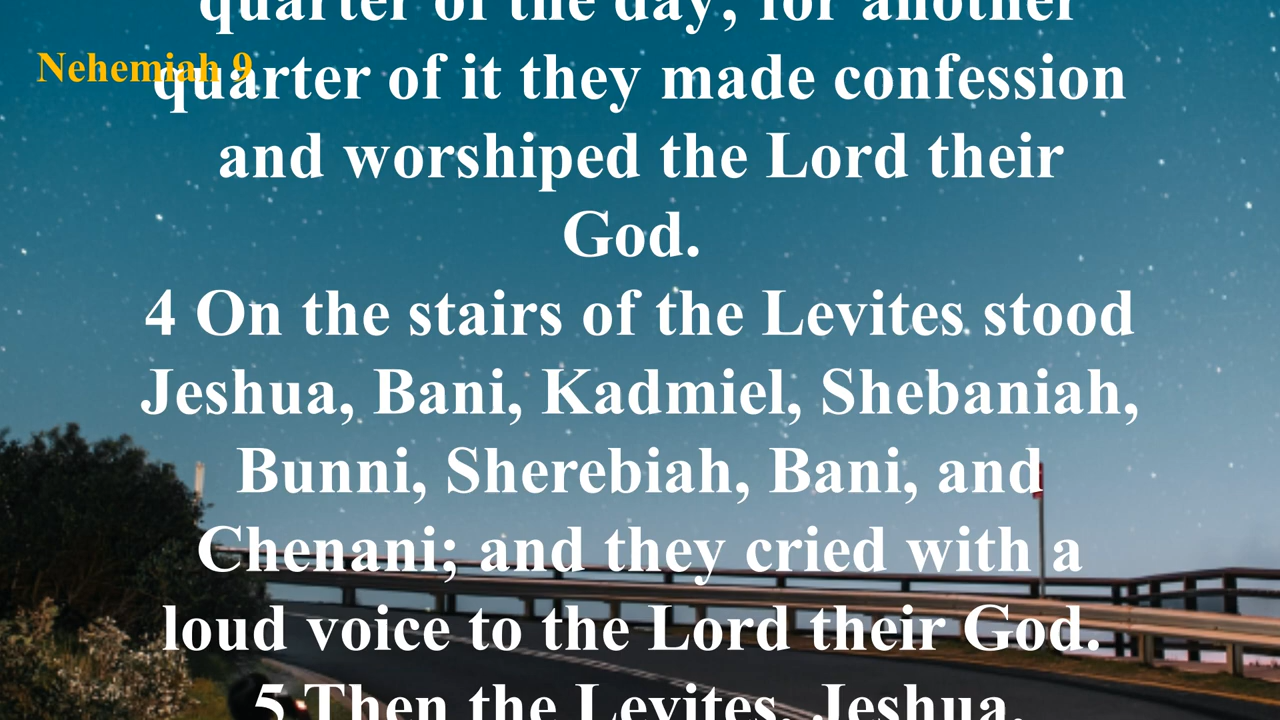 quarter of the day; for another
Nehemiah 9
quarter of it they made confession
and worshiped the Lord their
God.
4 On the stairs of the Levites stood
Jeshua, Bani, Kadmiel, Shebaniah,
Bunni, Sherebiah, Bani, and
Chenani; and they cried with a
loud voice to the Lord their God.
5 Then the Levites, Jeshua,